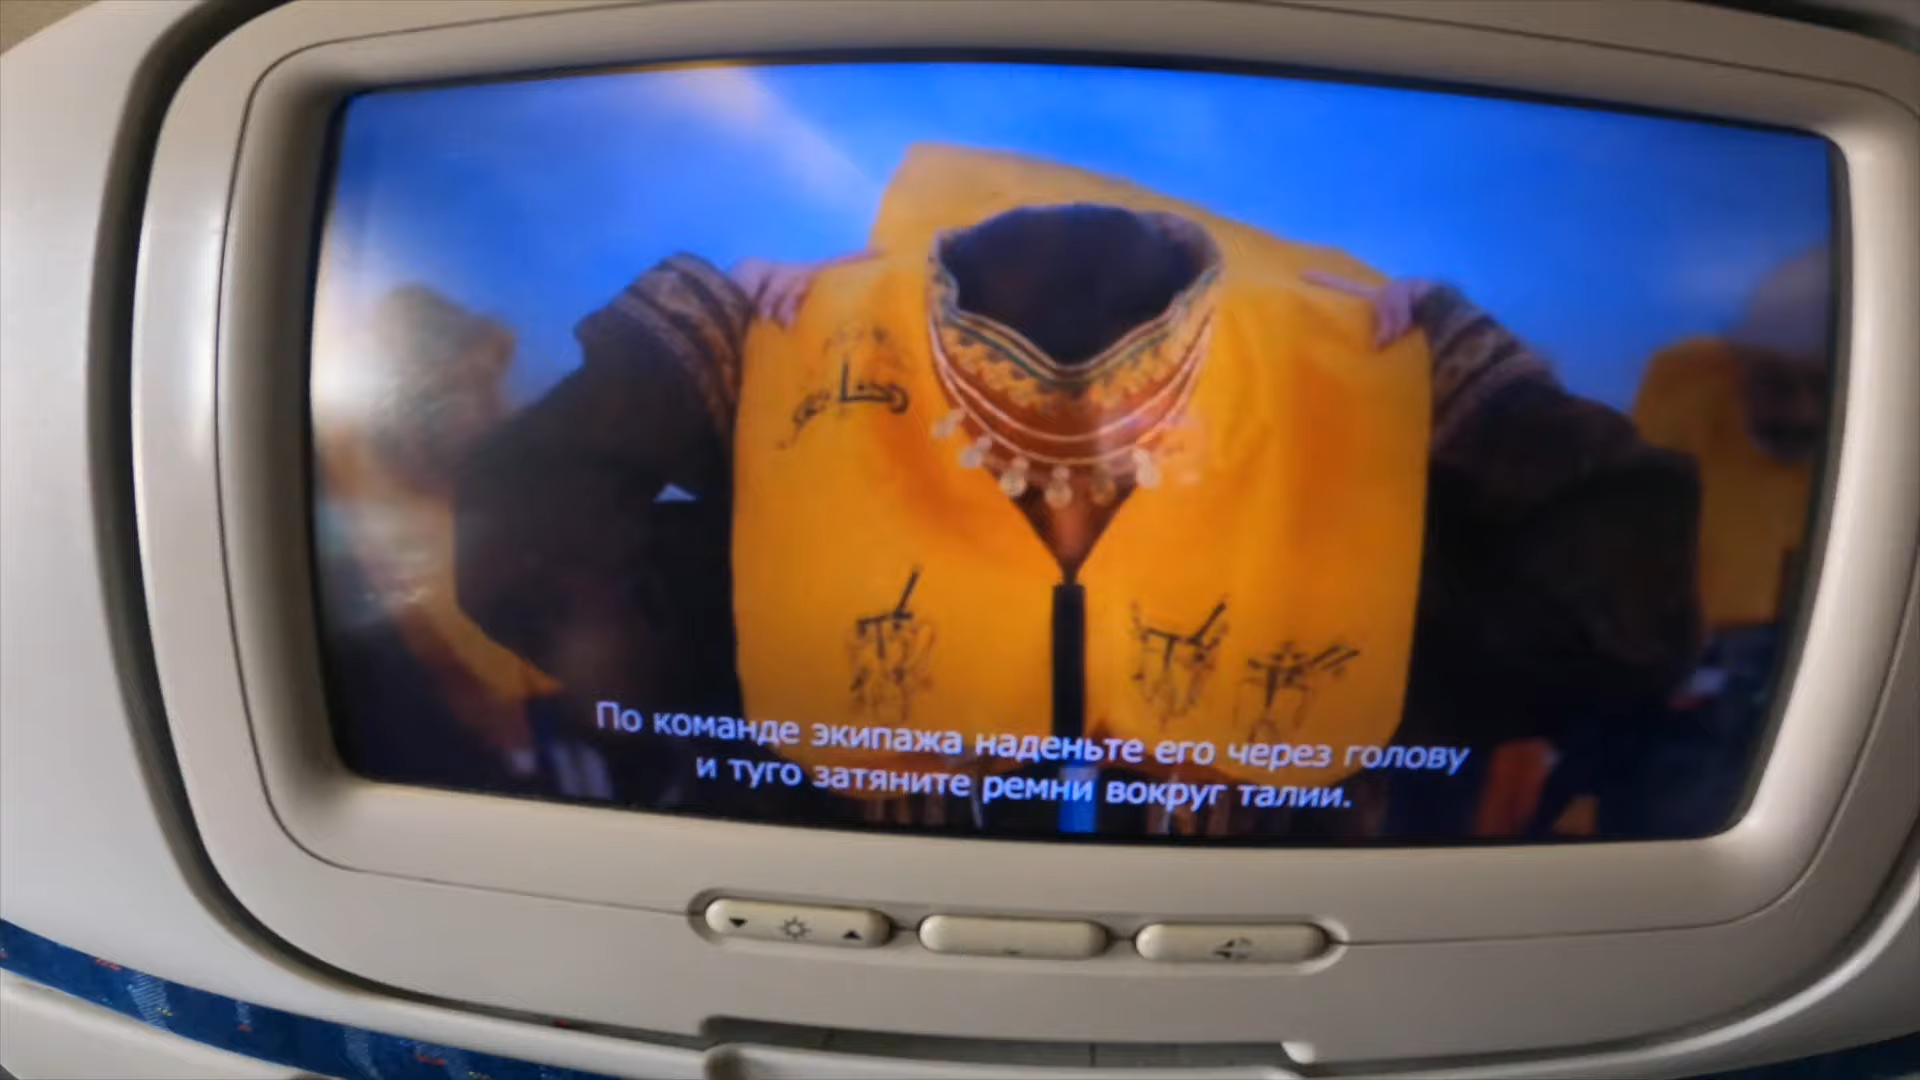 По команде экипажа наденьте его через голову
и туго затяните ремни вокруг талии.